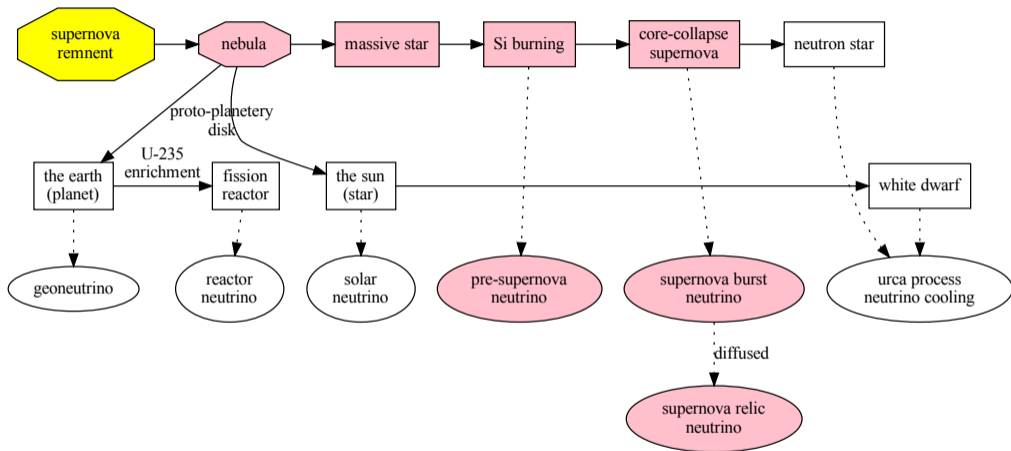 supernova
remnent
nebula
massive star
Si burning
core-collapse
supernova
neutron star
proto-planetery
disk
U-235
enrichment
the earth
(planet)
fission
reactor
the sun
(star)
white dwarf
geoneutrino
reactor
neutrino
solar
neutrino
pre-supernova
neutrino
supernova burst
neutrino
urca process
neutrino cooling
diffused
supernova relic
neutrino